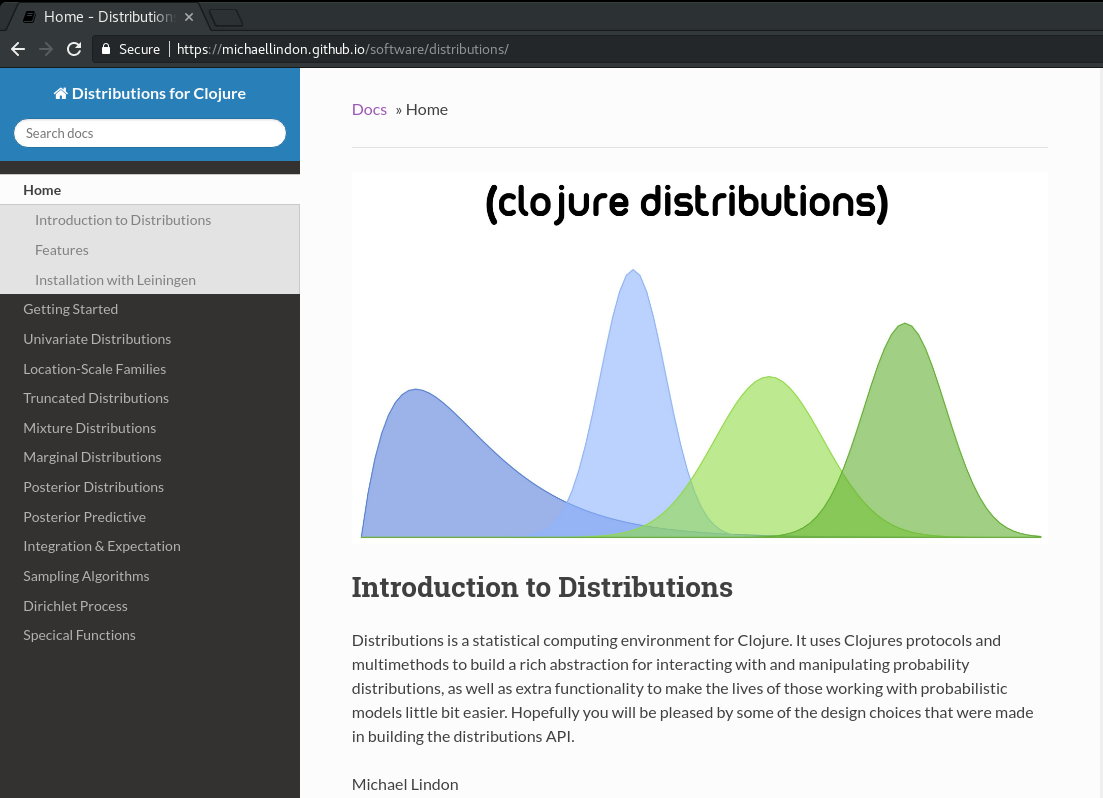 Home - Distributions
Secure
https://michaellindon.github.io/software/distributions/
Distributions for Clojure
Search docs
Home
Introduction to Distributions
Features
Installation with Leiningen
Getting Started
Univariate Distributions
Location-Scale Families
Truncated Distributions
Mixture Distributions
Marginal Distributions
Posterior Distributions
Posterior Predictive
Integration & Expectation
Sampling Algorithms
Dirichlet Process
Specical Functions
Docs » Home
(clojure distributions)
Introduction to Distributions
Distributions is a statistical computing environment for Clojure. It uses Clojures protocols and
multimethods to build a rich abstraction for interacting with and manipulating probability
distributions, as well as extra functionality to make the lives of those working with probabilistic
models little bit easier. Hopefully you will be pleased by some of the design choices that were made
in building the distributions API.
Michael Lindon